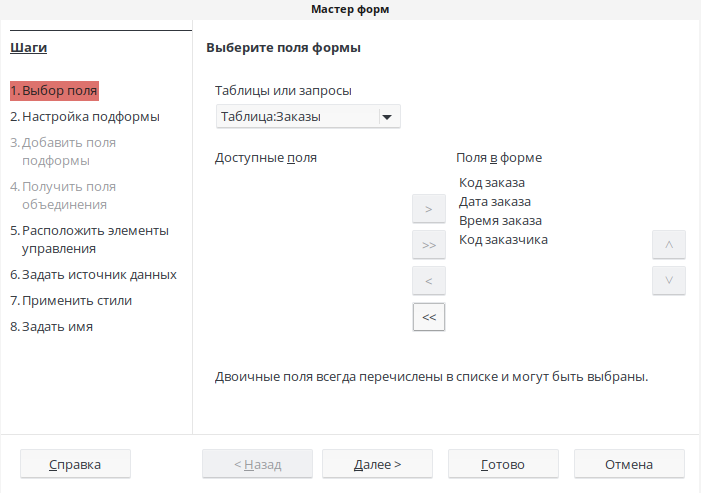 Мастер форм
Шаги
1. Выбор поля
2. Настройка подформы
3. Добавить поля
подформы
4. Получить поля
объединения
5. Расположить элементы
управления
6. Задать источник данных
7. Применить стили
8. Задать имя
Выберите поля формы
Таблицы или запросы
Таблица:Заказы
Доступные поля
Поля в форме
Код заказа
Дата заказа
Время заказа
Код заказчика
>
>>
<
<<
Двоичные поля всегда перечислены в списке и могут быть выбраны.
Справка
< Назад
Далее >
Готово
Отмена